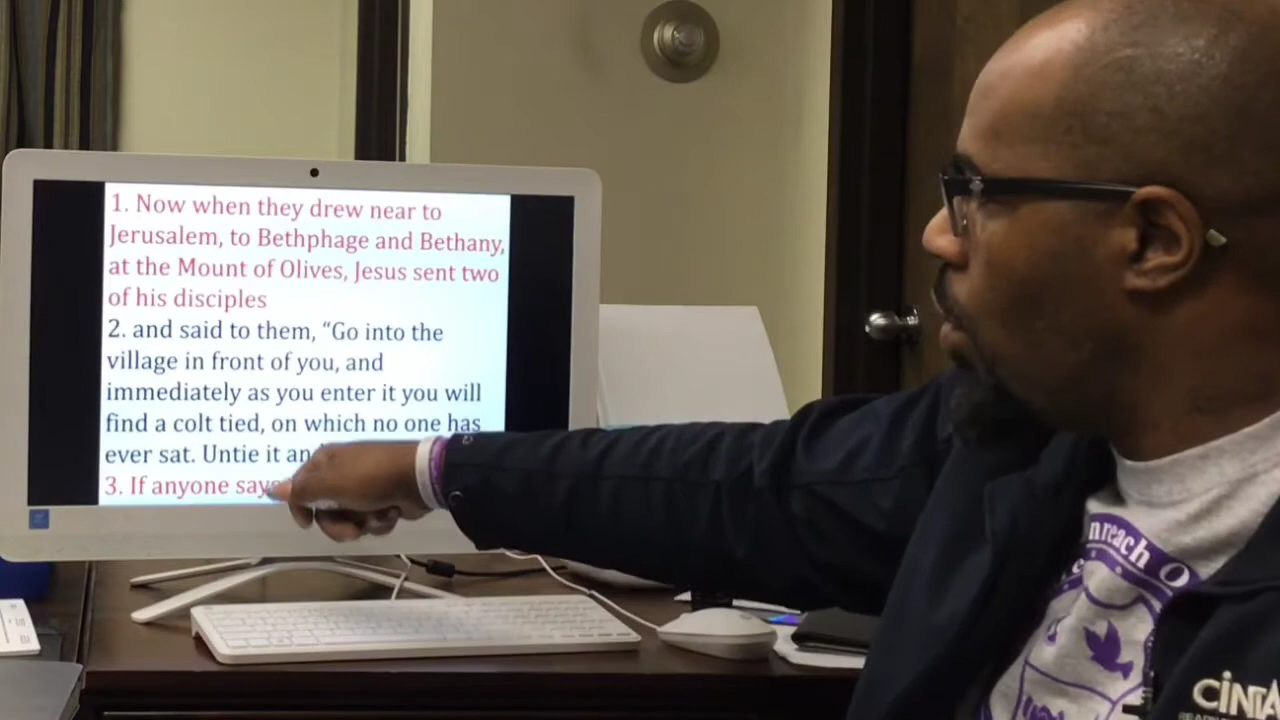 1. Now when they drew near to
Jerusalem, to Bethphage and Bethany,
at the Mount of Olives, Jesus sent two
of his disciples
2. and said to them, “Go into the
village in front of you, and
immediately as you enter it you will
find a colt tied, on which no one has
ever sat. Untie it an
3. If anyone says
nreach O
CINTA